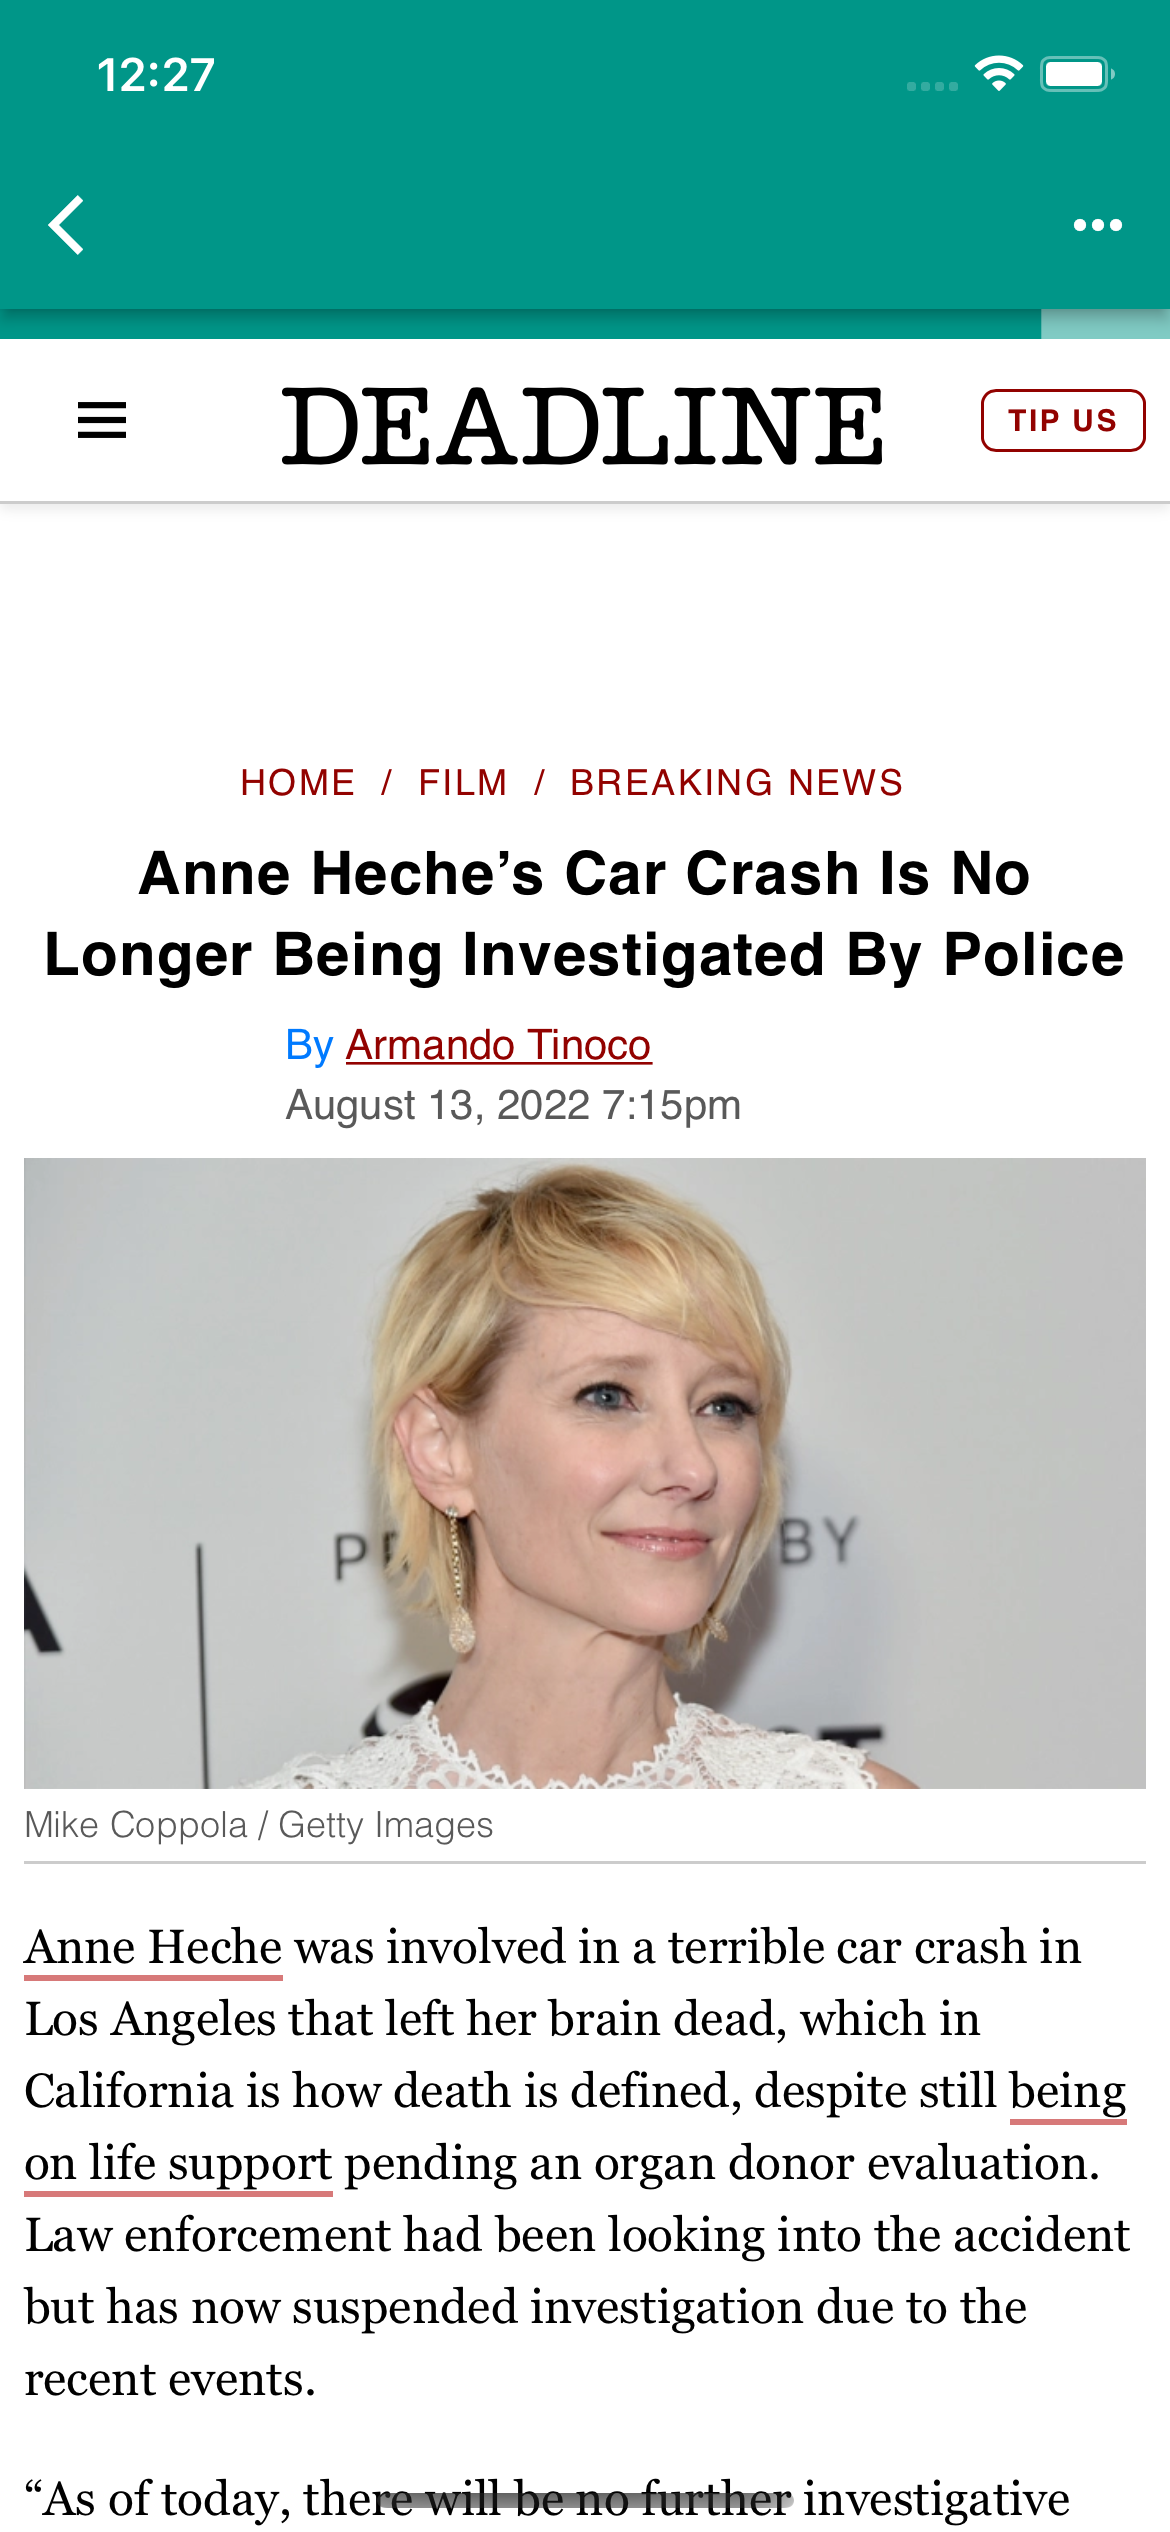 12:27
DEADLINE
TIP US
HOME / FILM / BREAKING NEWS
Anne Heche’s Car Crash Is No
Longer Being Investigated By Police
By Armando Tinoco
August 13, 2022 7:15pm
BY
Mike Coppola / Getty Images
Anne Heche was involved in a terrible car crash in
Los Angeles that left her brain dead, which in
California is how death is defined, despite still being
on life support pending an organ donor evaluation.
Law enforcement had been looking into the accident
but has now suspended investigation due to the
recent events.
“As of today, there will be no further investigative